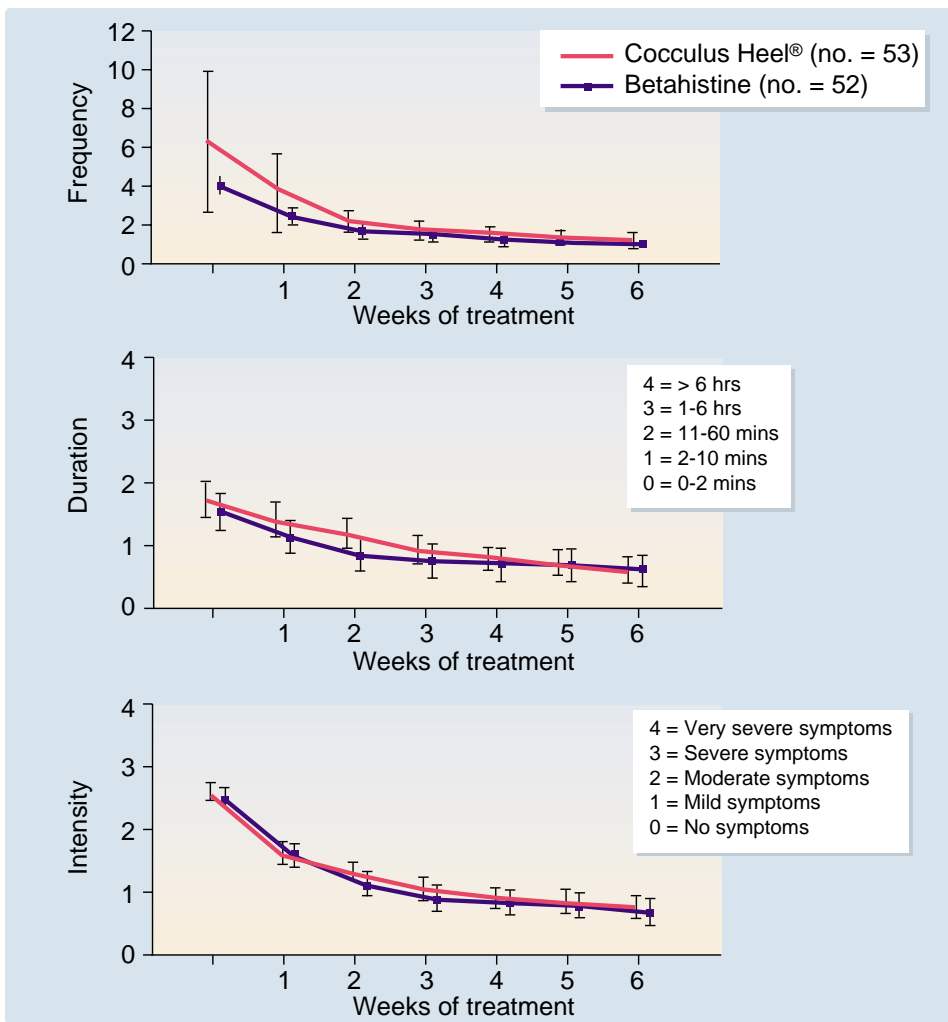 Cocculus Heel® (no. = 53)
Betahistine (no. = 52)
Frequency
12
10
8
6
4
2
0
1 2 3 4 5 6
Weeks of treatment
Duration
4
3
2
1
0
4 = > 6 hrs
3 = 1-6 hrs
2 = 11-60 mins
1 = 2-10 mins
0 = 0-2 mins
1 2 3 4 5 6
Weeks of treatment
Intensity
4
3
2
1
0
4 = Very severe symptoms
3 = Severe symptoms
2 = Moderate symptoms
1 = Mild symptoms
0 = No symptoms
1 2 3 4 5 6
Weeks of treatment